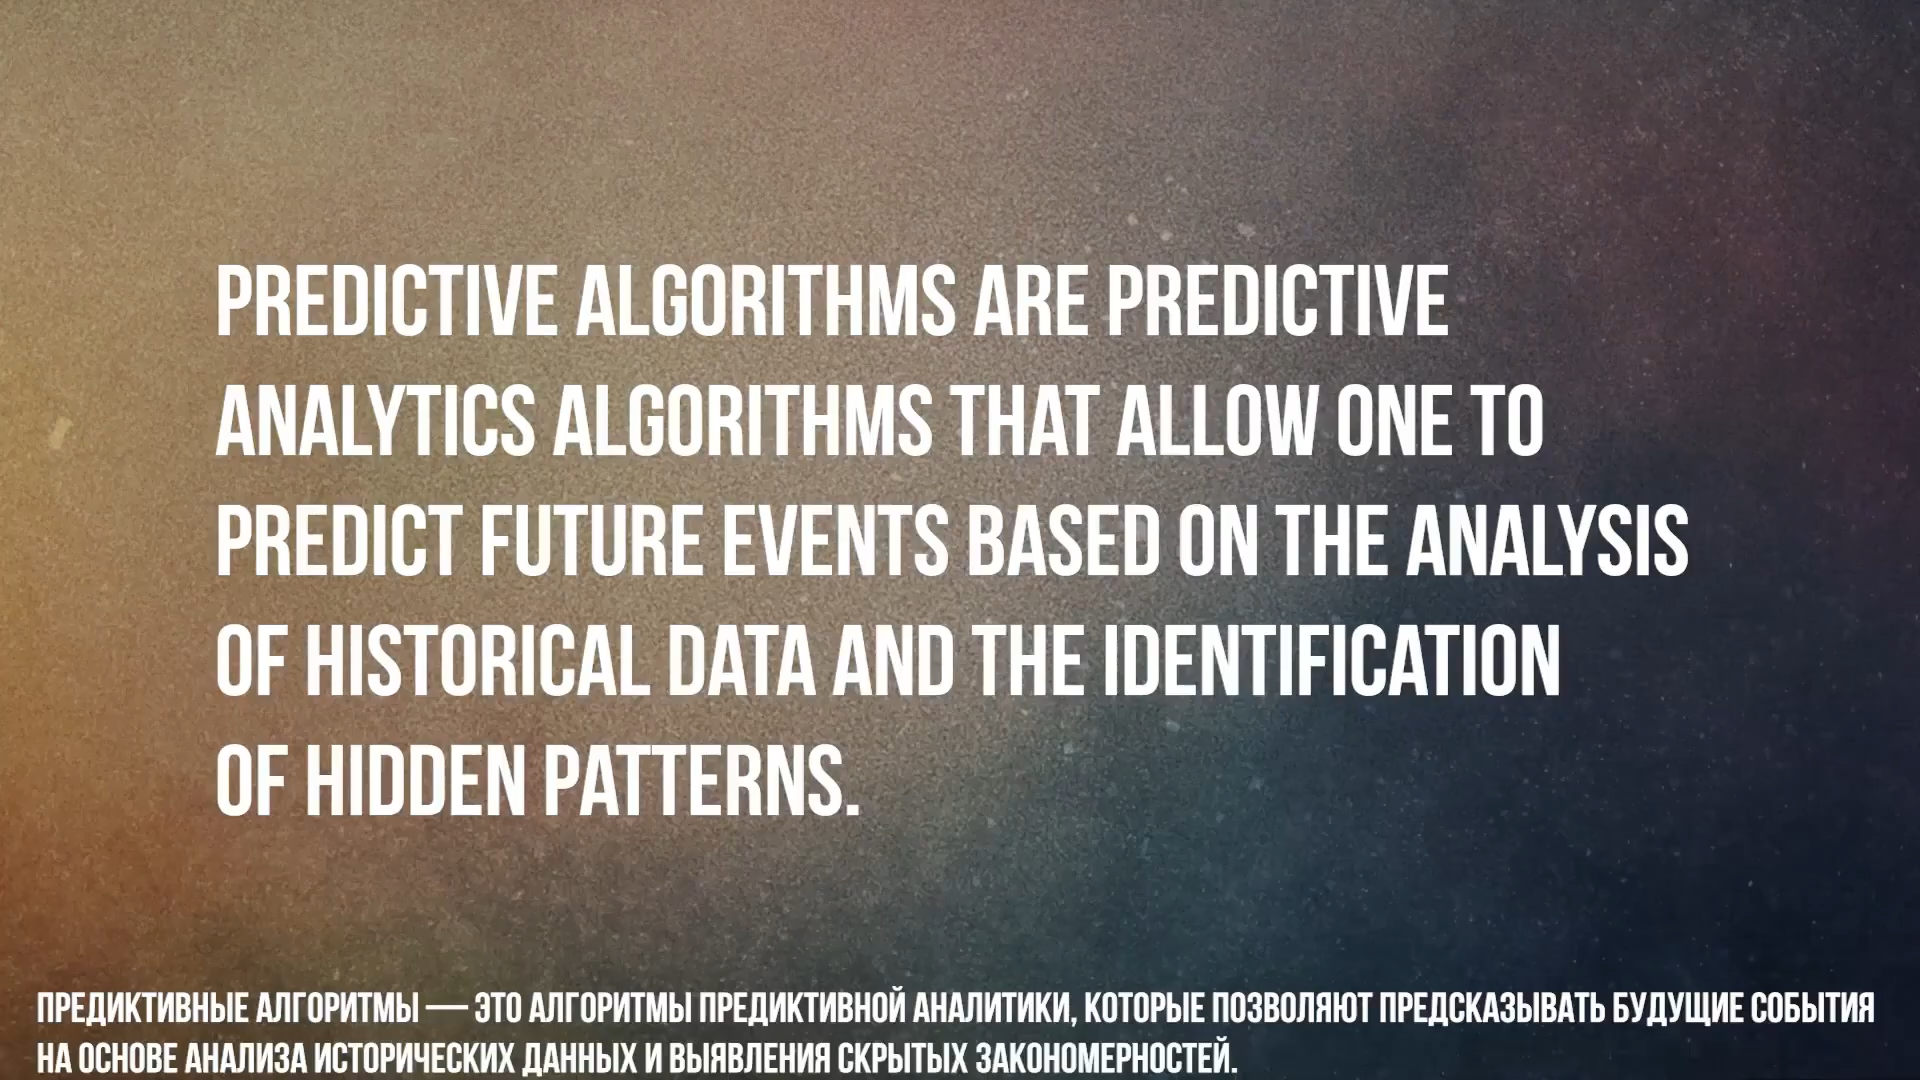 PREDICTIVE ALGORITHMS ARE PREDICTIVE
ANALYTICS ALGORITHMS THAT ALLOW ONE TO
PREDICT FUTURE EVENTS BASED ON THE ANALYSIS
OF HISTORICAL DATA AND THE IDENTIFICATION
OF HIDDEN PATTERNS.
ПРЕДИКТИВНЫЕ АЛГОРИТМЫ — ЭТО АЛГОРИТМЫ ПРЕДИКТИВНОЙ АНАЛИТИКИ, КОТОРЫЕ ПОЗВОЛЯЮТ ПРЕДСКАЗЫВАТЬ БУДУЩИЕ СОБЫТИЯ
НА ОСНОВЕ АНАЛИЗА ИСТОРИЧЕСКИХ ДАННЫХ И ВЫЯВЛЕНИЯ СКРЫТЫХ ЗАКОНОМЕРНОСТЕЙ.